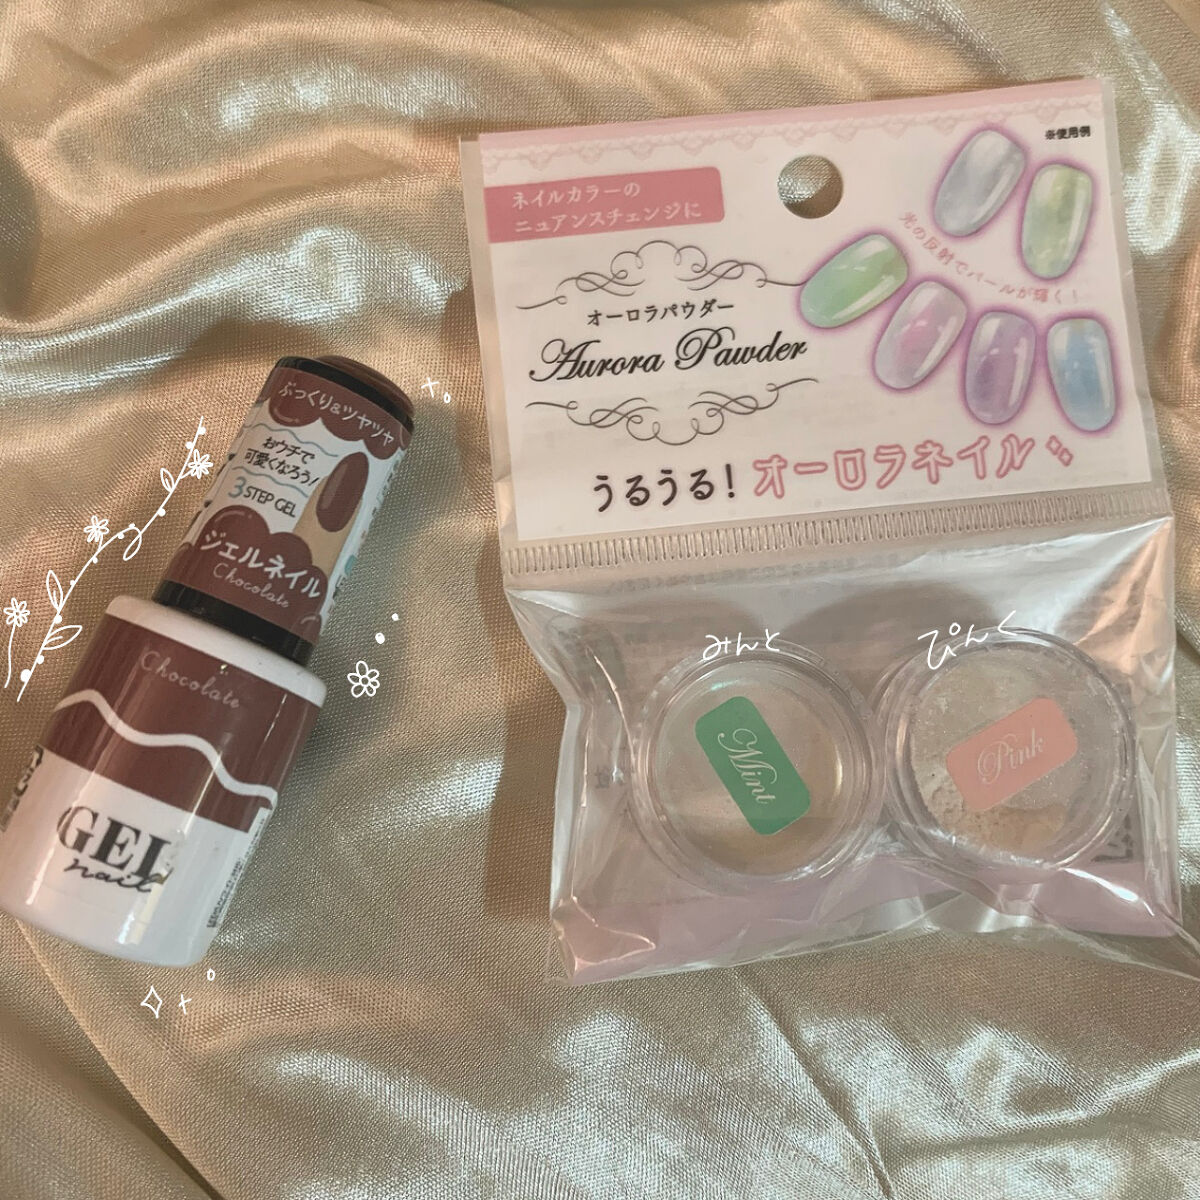 ぷっくり&ツヤツヤ
おウチで
可愛くなろう!
3STEP GEL
ジェルネイル
Chocolate
Chocolate
GEL
nail
※使用例
ネイルカラーの
ニュアンスチェンジに
光の反射でパールが輝く!
オーロラパウダー
Aurora Pawder
うるうる!オーロラネイル
みんと
ぴんく
Mint
Pink